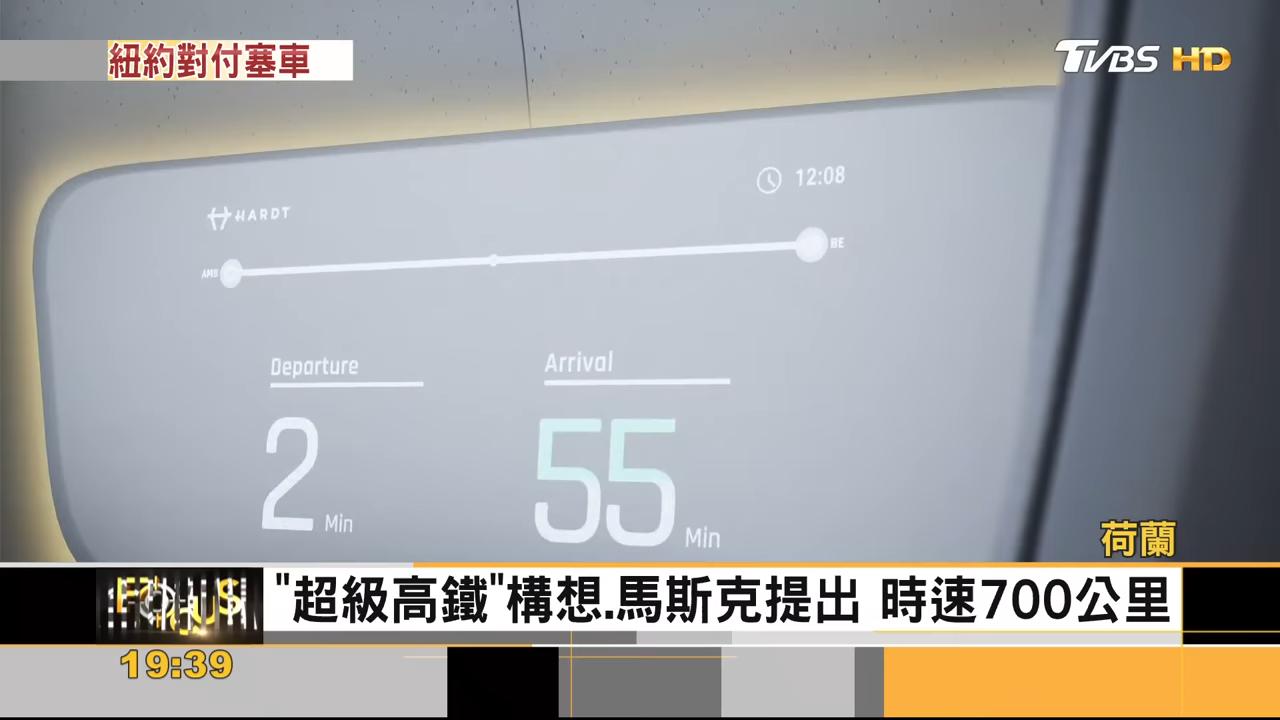 紐約對付塞車
TVBS HD
HARDT
12:08
AMS
BE
Departure
Arrival
2 Min
55 Min
荷蘭
"超級高鐵"構想.馬斯克提出 時速700公里
FOCUS
19:39